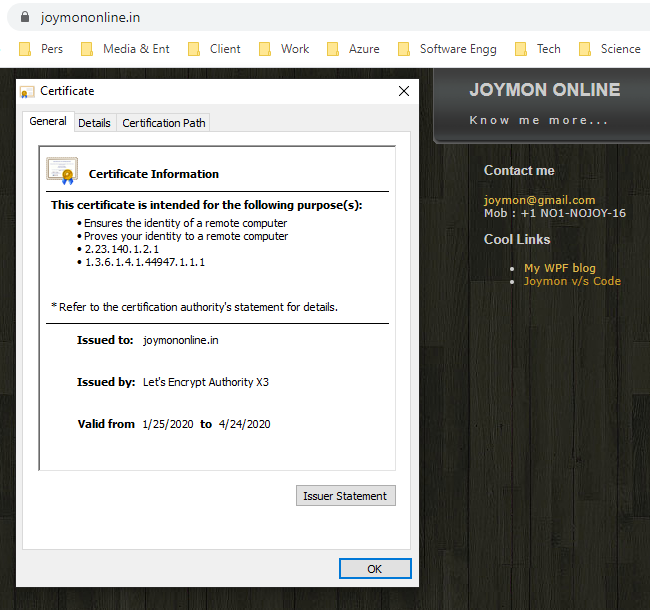 joymononline.in
Pers Media & Ent Client Work Azure Software Engg Tech Science
Certificate
General Details Certification Path
Certificate Information
This certificate is intended for the following purpose(s):
• Ensures the identity of a remote computer
• Proves your identity to a remote computer
• 2.23.140.1.2.1
• 1.3.6.1.4.1.44947.1.1.1
* Refer to the certification authority's statement for details.
Issued to: joymononline.in
Issued by: Let's Encrypt Authority X3
Valid from 1/25/2020 to 4/24/2020
Issuer Statement
OK
JOYMON ONLINE
Know me more...
Contact me
joymon@gmail.com
Mob : +1 NO1-NOJOY-16
Cool Links
• My WPF blog
• Joymon v/s Code